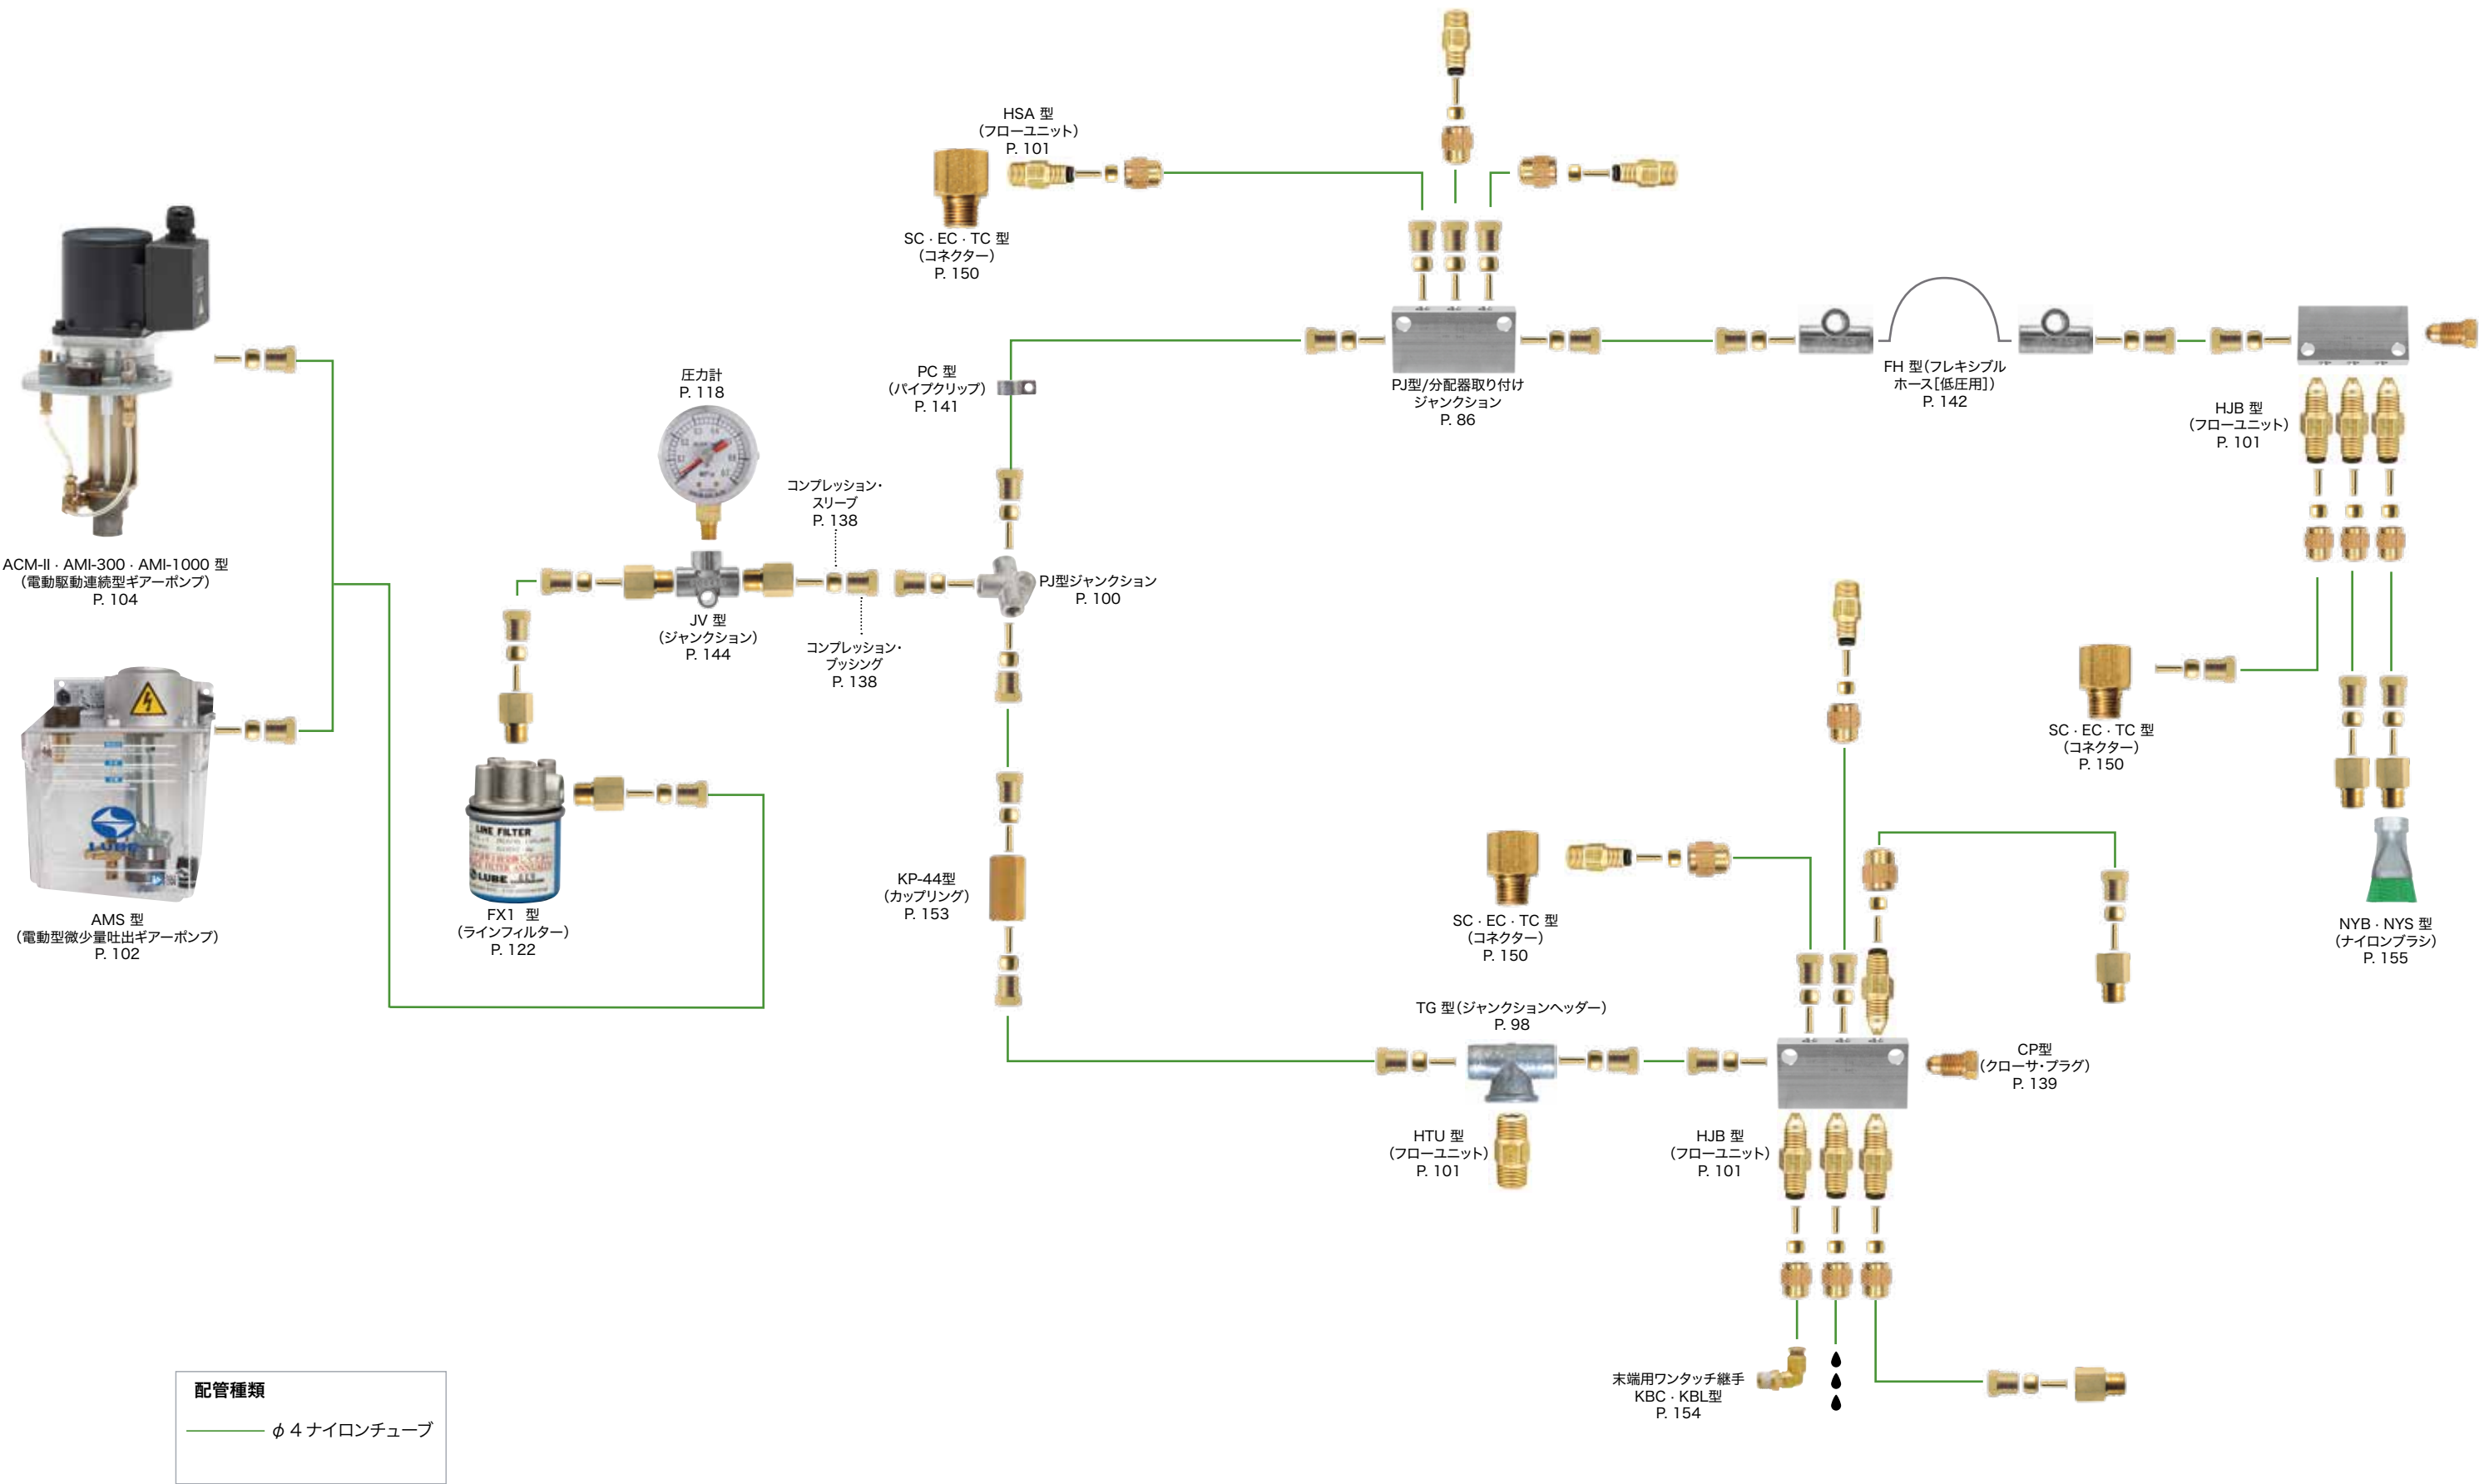 HSA 型
（フローユニット）
P. 101
SC · EC · TC 型
（コネクター）
P. 150
ACM-II · AMI-300 · AMI-1000 型
（電動駆動連続型ギアーポンプ）
P. 104
AMS 型
（電動型微少量吐出ギアーポンプ）
P. 102
LUBE
LINE FILTER
LUBE
FX1 型
（ラインフィルター）
P. 122
圧力計
P. 118
JV 型
（ジャンクション）
P. 144
コンプレッション・
スリーブ
P. 138
コンプレッション・
ブッシング
P. 138
PC 型
（パイプクリップ）
P. 141
PJ型ジャンクション
P. 100
KP-44型
（カップリング）
P. 153
PJ型/分配器取り付け
ジャンクション
P. 86
FH 型（フレキシブル
ホース［低圧用］）
P. 142
HJB 型
（フローユニット）
P. 101
SC · EC · TC 型
（コネクター）
P. 150
NYB · NYS 型
（ナイロンブラシ）
P. 155
SC · EC · TC 型
（コネクター）
P. 150
TG 型（ジャンクションヘッダー）
P. 98
HTU 型
（フローユニット）
P. 101
HJB 型
（フローユニット）
P. 101
CP型
（クローサ・プラグ）
P. 139
末端用ワンタッチ継手
KBC · KBL型
P. 154
配管種類
φ 4 ナイロンチューブ